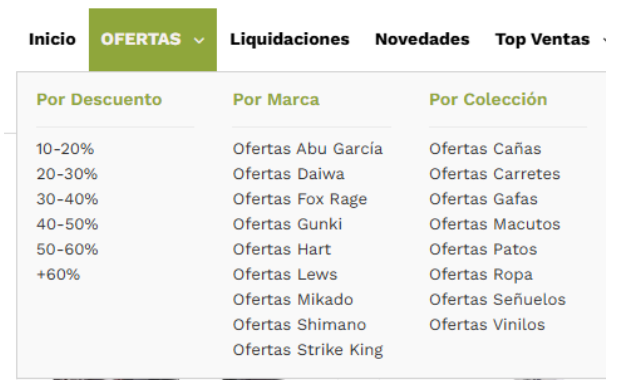 Inicio OFERTAS Liquidaciones Novedades Top Ventas
Por Descuento
10-20%
20-30%
30-40%
40-50%
50-60%
+60%
Por Marca
Ofertas Abu García
Ofertas Daiwa
Ofertas Fox Rage
Ofertas Gunki
Ofertas Hart
Ofertas Lews
Ofertas Mikado
Ofertas Shimano
Ofertas Strike King
Por Colección
Ofertas Cañas
Ofertas Carretes
Ofertas Gafas
Ofertas Macutos
Ofertas Patos
Ofertas Ropa
Ofertas Señuelos
Ofertas Vinilos